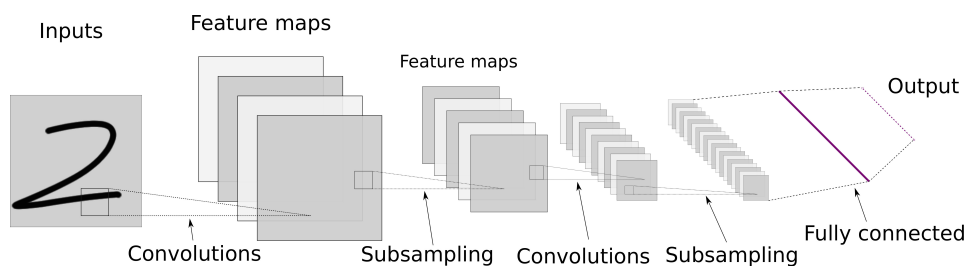 Inputs
Feature maps
Feature maps
Output
2
Convolutions
Subsampling
Convolutions
Subsampling
Fully connected